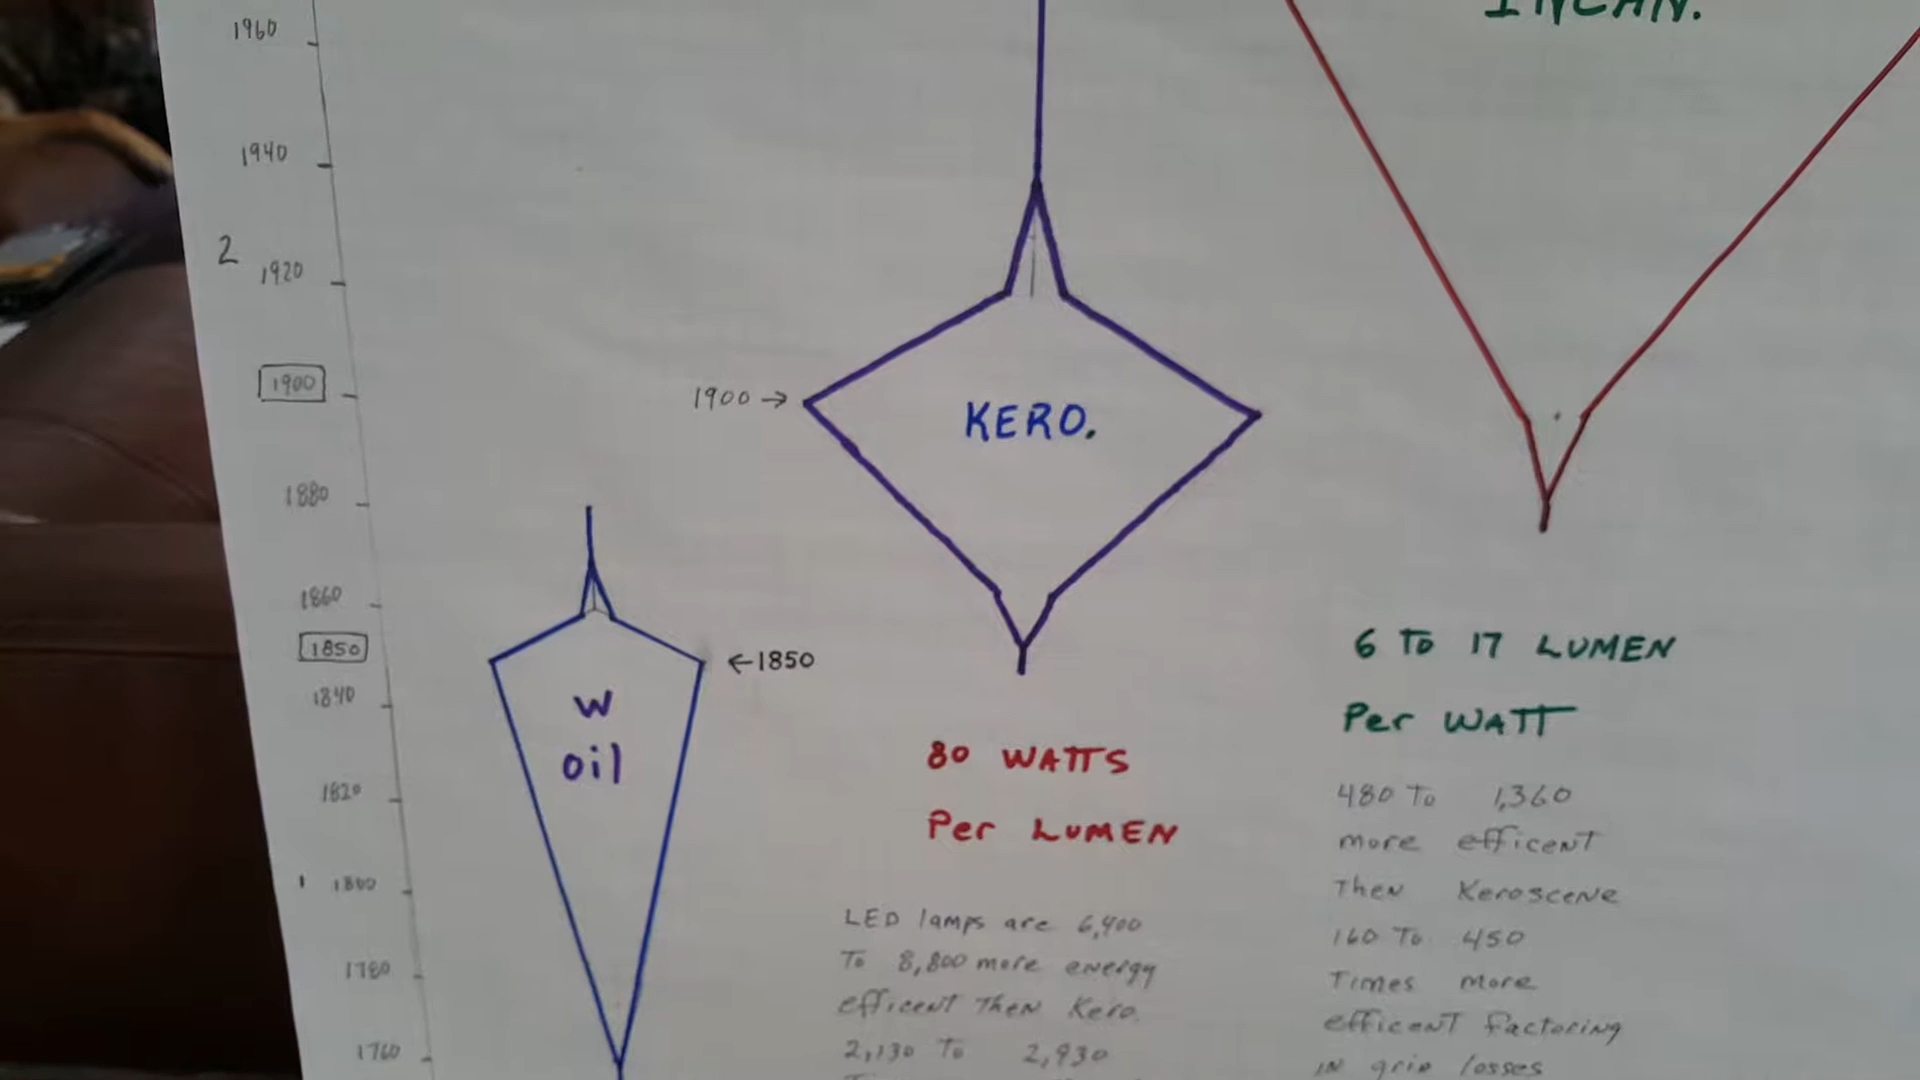 INCAN.
1960
1940
2
1920
1900
1880
1860
1850
1840
1820
1800
1780
1760
1900 →
KERO.
← 1850
W
oil
80 WATTS
Per LUMEN
LED lamps are 6,400
To 8,800 more energy
efficent Then Kero.
2,130 To 2,930
6 TO 17 LUMEN
Per WATT
480 To 1,360
more efficent
Then Keroscene
160 To 450
Times more
efficent factoring
in grid losses